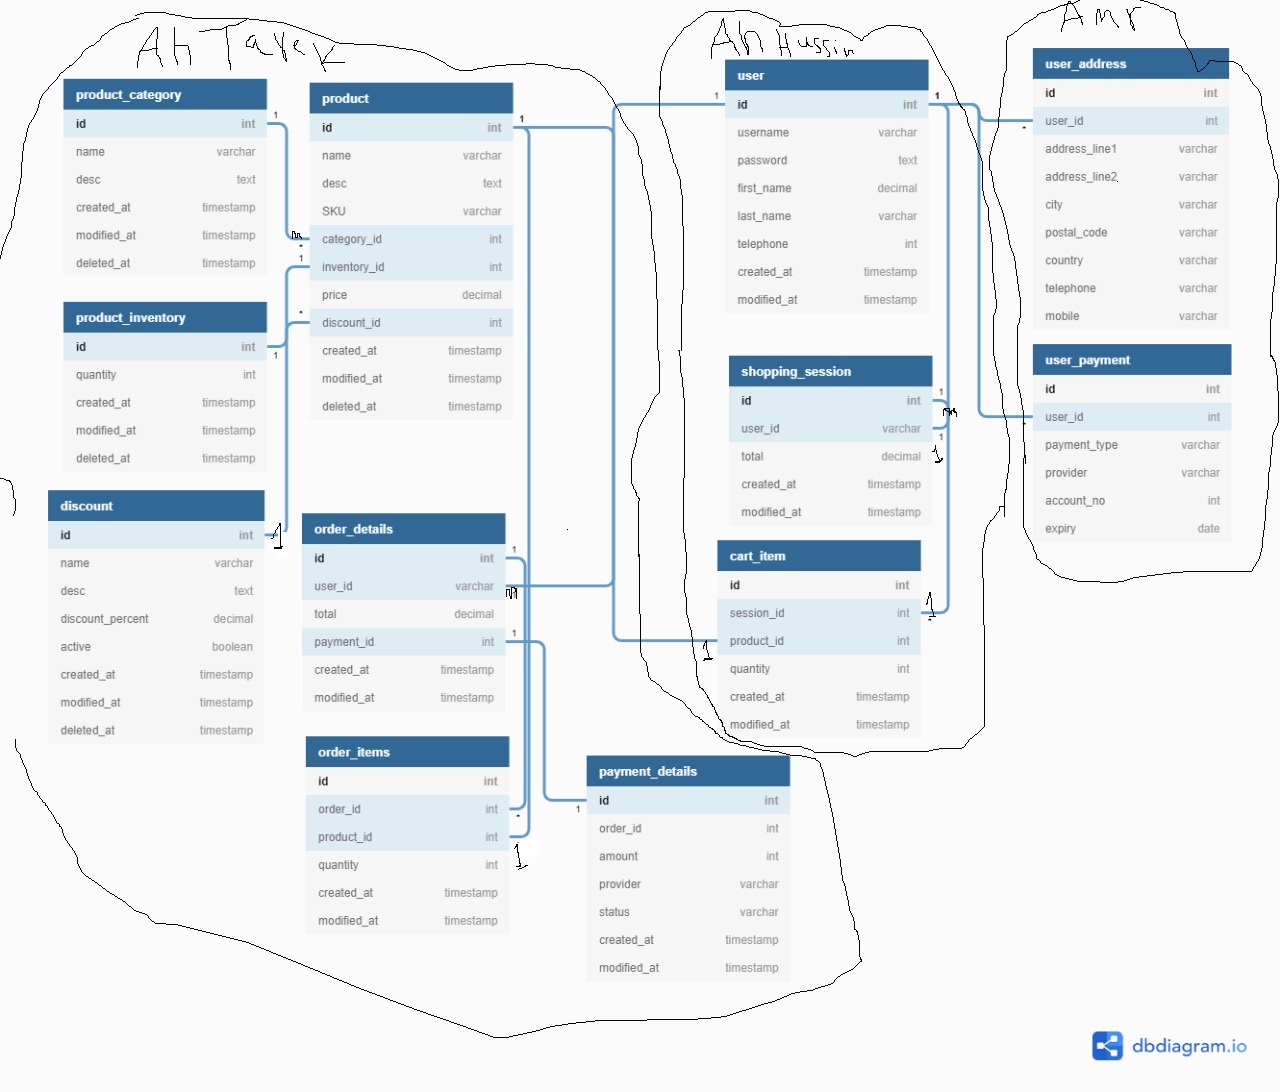 Ah Tarek
Ah Hussin
Amr
product_category
id int
name varchar
desc text
created_at timestamp
modified_at timestamp
deleted_at timestamp
1
product
id int
name varchar
desc text
SKU varchar
category_id int
inventory_id int
price decimal
discount_id int
created_at timestamp
modified_at timestamp
deleted_at timestamp
1
m
*
1
*
product_inventory
id int
quantity int
created_at timestamp
modified_at timestamp
deleted_at timestamp
1
discount
id int
name varchar
desc text
discount_percent decimal
active boolean
created_at timestamp
modified_at timestamp
deleted_at timestamp
1
order_details
id int
user_id varchar
total decimal
payment_id int
created_at timestamp
modified_at timestamp
1
m
1
order_items
id int
order_id int
product_id int
quantity int
created_at timestamp
modified_at timestamp
*
1
payment_details
id int
order_id int
amount int
provider varchar
status varchar
created_at timestamp
modified_at timestamp
1
user
id int
username varchar
password text
first_name decimal
last_name varchar
telephone int
created_at timestamp
modified_at timestamp
1
1
shopping_session
id int
user_id varchar
total decimal
created_at timestamp
modified_at timestamp
1
m
1
1
cart_item
id int
session_id int
product_id int
quantity int
created_at timestamp
modified_at timestamp
1
1
user_address
id int
user_id int
address_line1 varchar
address_line2 varchar
city varchar
postal_code varchar
country varchar
telephone varchar
mobile varchar
*
user_payment
id int
user_id int
payment_type varchar
provider varchar
account_no int
expiry date
*
dbdiagram.io